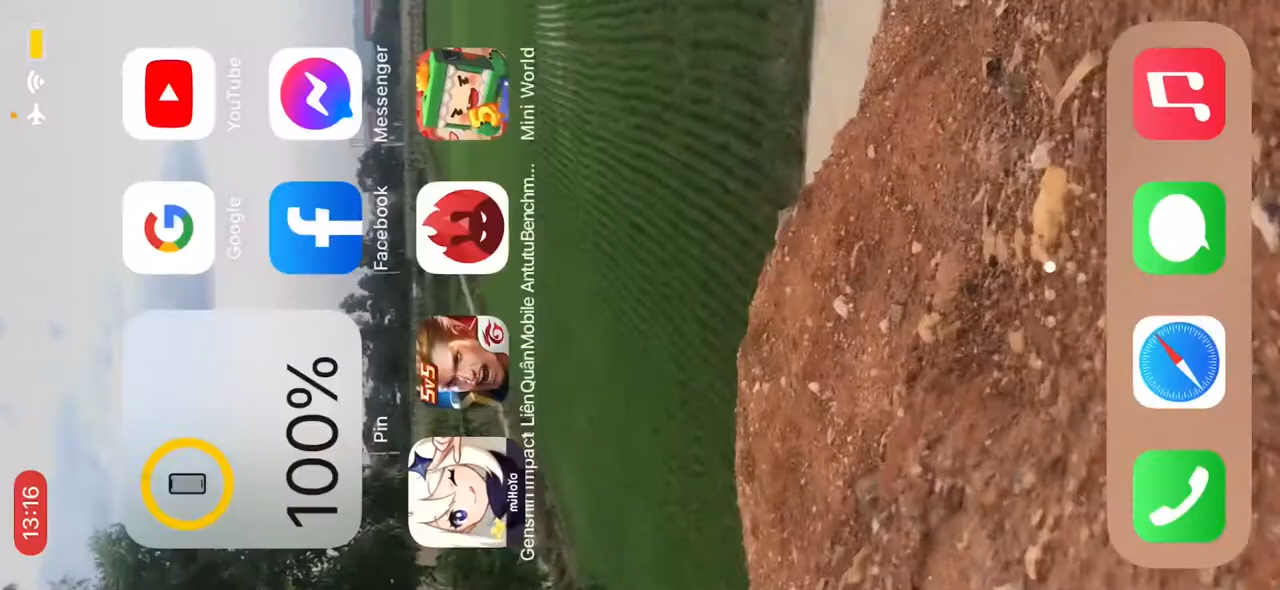 13:16
100%
Pin
Google
YouTube
Facebook
Messenger
5v5
miHoYo
Genshin Impact
LiênQuânMobile
AntutuBenchm...
Mini World